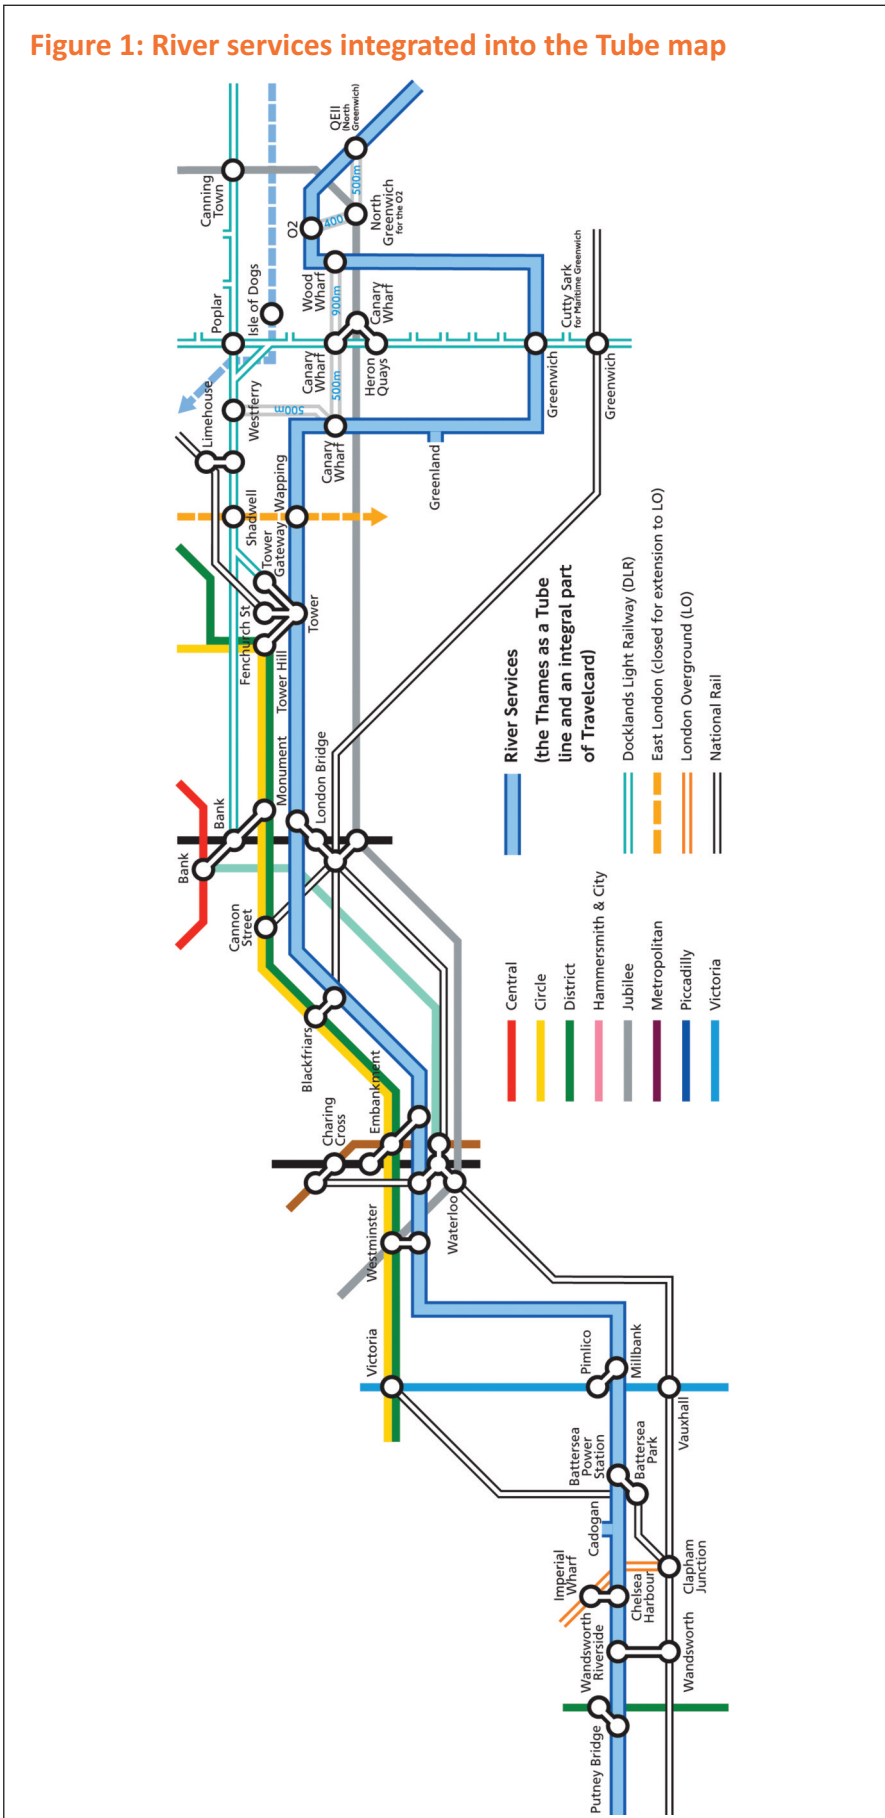 Figure 1: River services integrated into the Tube map
QEII
(North
Greenwich)
Canning
Town
500m
O2
400
North
Greenwich
for the O2
Wood
Wharf
900m
Canary
Wharf
Isle of Dogs
Poplar
Cutty Sark
for Maritime Greenwich
Canary
Wharf
Heron
Quays
Greenwich
Greenwich
500m
Limehouse
Westferry
500m
Canary
Wharf
Greenland
Wapping
Shadwell
Tower
Gateway
Fenchurch St
Tower
Tower Hill
Monument
London Bridge
Bank
Bank
Cannon
Street
Blackfriars
Embankment
Charing
Cross
Westminster
Waterloo
Victoria
Pimlico
Millbank
Vauxhall
Battersea
Power
Station
Battersea
Park
Cadogan
Imperial
Wharf
Chelsea
Harbour
Clapham
Junction
Wandsworth
Riverside
Wandsworth
Putney Bridge
River Services
(the Thames as a Tube
line and an integral part
of Travelcard)
Docklands Light Railway (DLR)
East London (closed for extension to LO)
London Overground (LO)
National Rail
Central
Circle
District
Hammersmith & City
Jubilee
Metropolitan
Piccadilly
Victoria